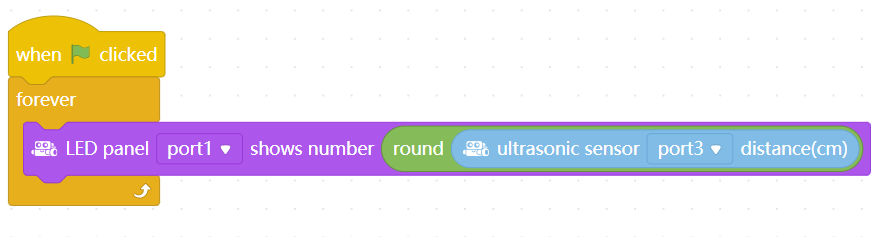 when clicked
forever
LED panel port1 shows number round ultrasonic sensor port3 distance(cm)